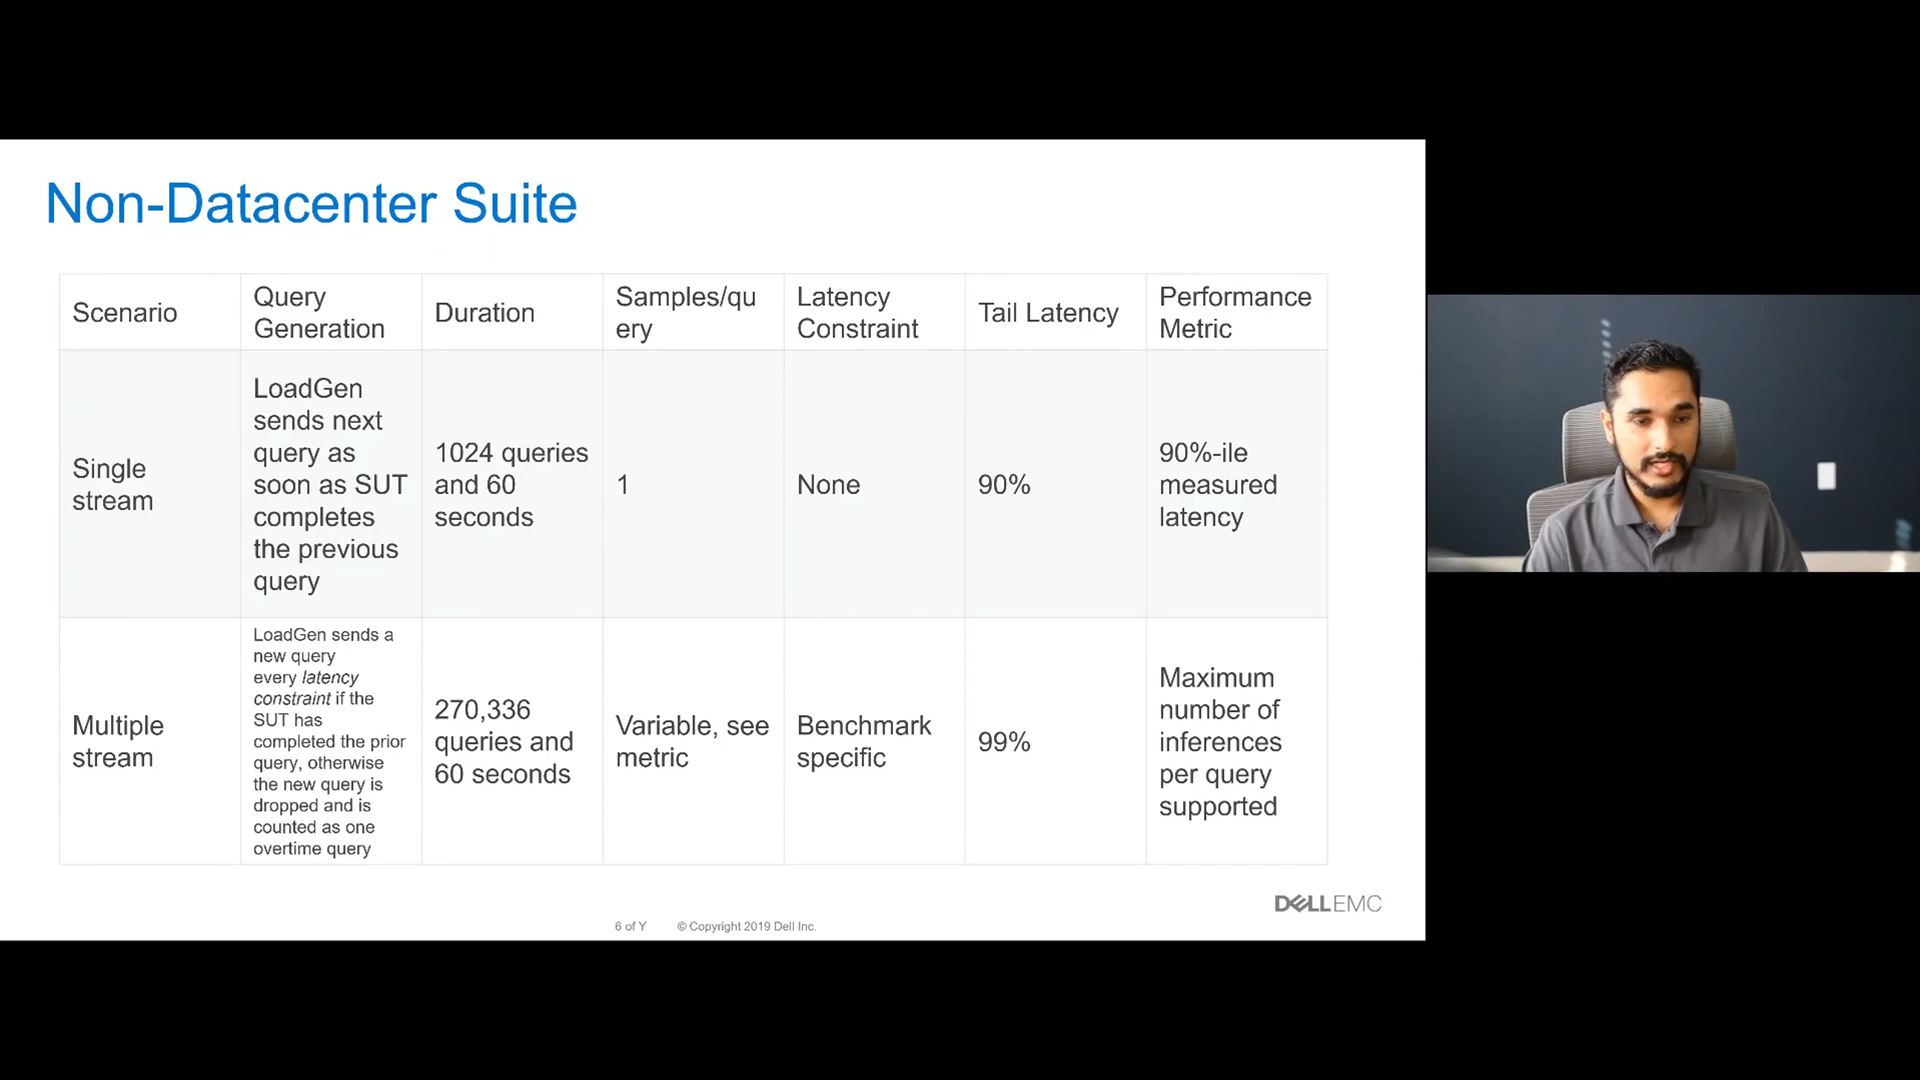 Non-Datacenter Suite
Scenario
Query
Generation
Duration
Samples/qu
ery
Latency
Constraint
Tail Latency
Performance
Metric
Single
stream
LoadGen
sends next
query as
soon as SUT
completes
the previous
query
1024 queries
and 60
seconds
1
None
90%
90%-ile
measured
latency
Multiple
stream
LoadGen sends a
new query
every latency
constraint if the
SUT has
completed the prior
query, otherwise
the new query is
dropped and is
counted as one
overtime query
270,336
queries and
60 seconds
Variable, see
metric
Benchmark
specific
99%
Maximum
number of
inferences
per query
supported
DELLEMC
6 of Y © Copyright 2019 Dell Inc.